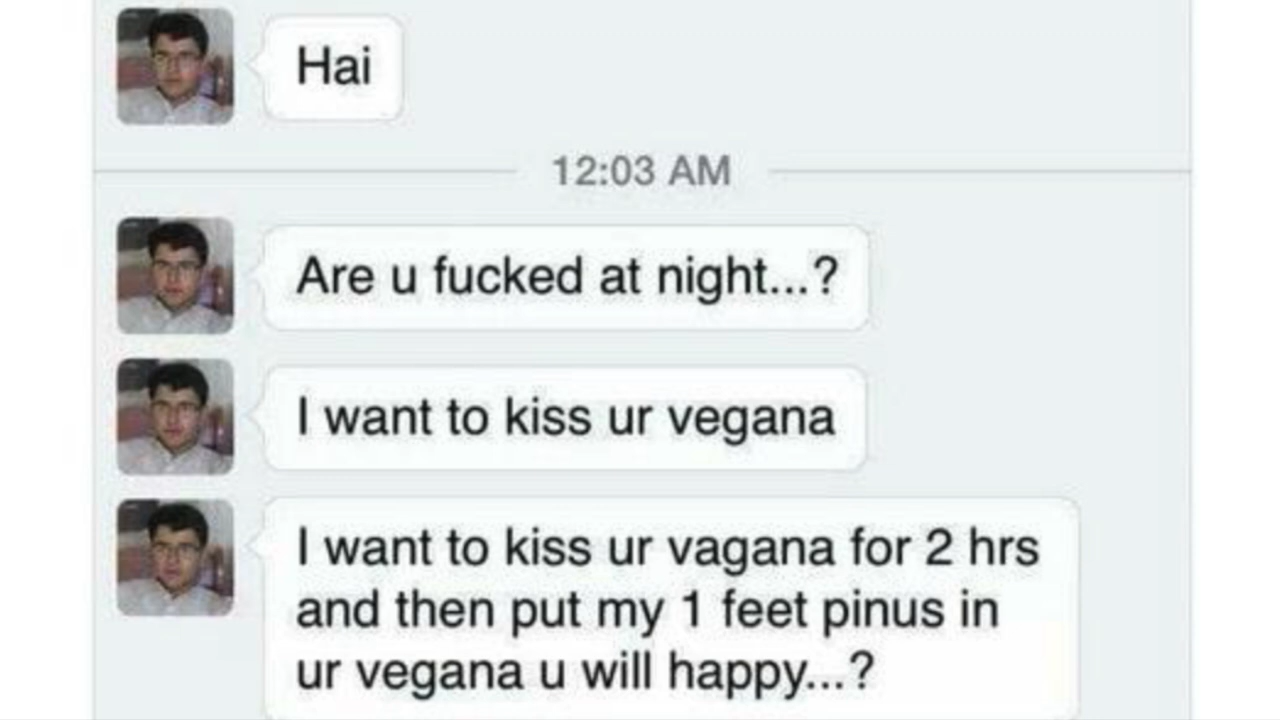 Hai
12:03 AM
Are u fucked at night...?
I want to kiss ur vegana
I want to kiss ur vagana for 2 hrs
and then put my 1 feet pinus in
ur vegana u will happy...?